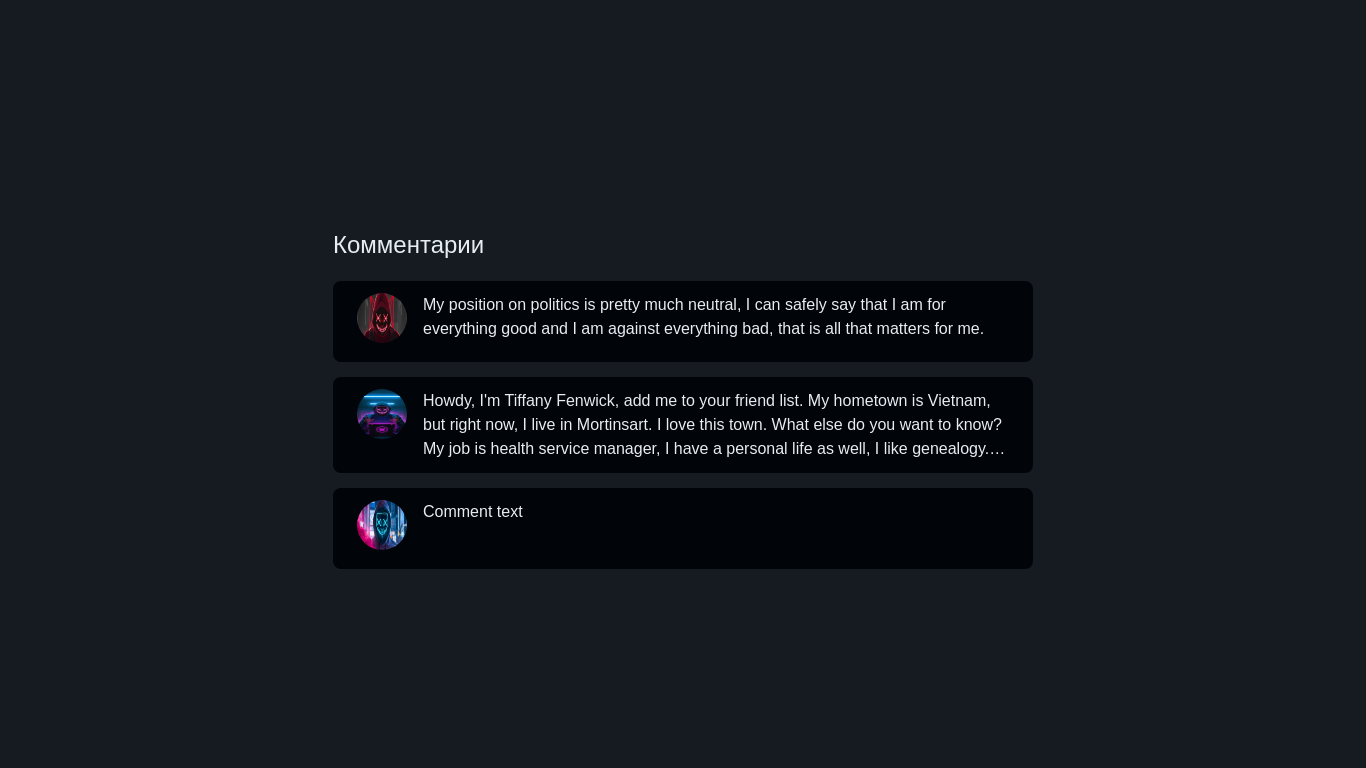 Комментарии
My position on politics is pretty much neutral, I can safely say that I am for
everything good and I am against everything bad, that is all that matters for me.
Howdy, I'm Tiffany Fenwick, add me to your friend list. My hometown is Vietnam,
but right now, I live in Mortinsart. I love this town. What else do you want to know?
My job is health service manager, I have a personal life as well, I like genealogy.…
Comment text